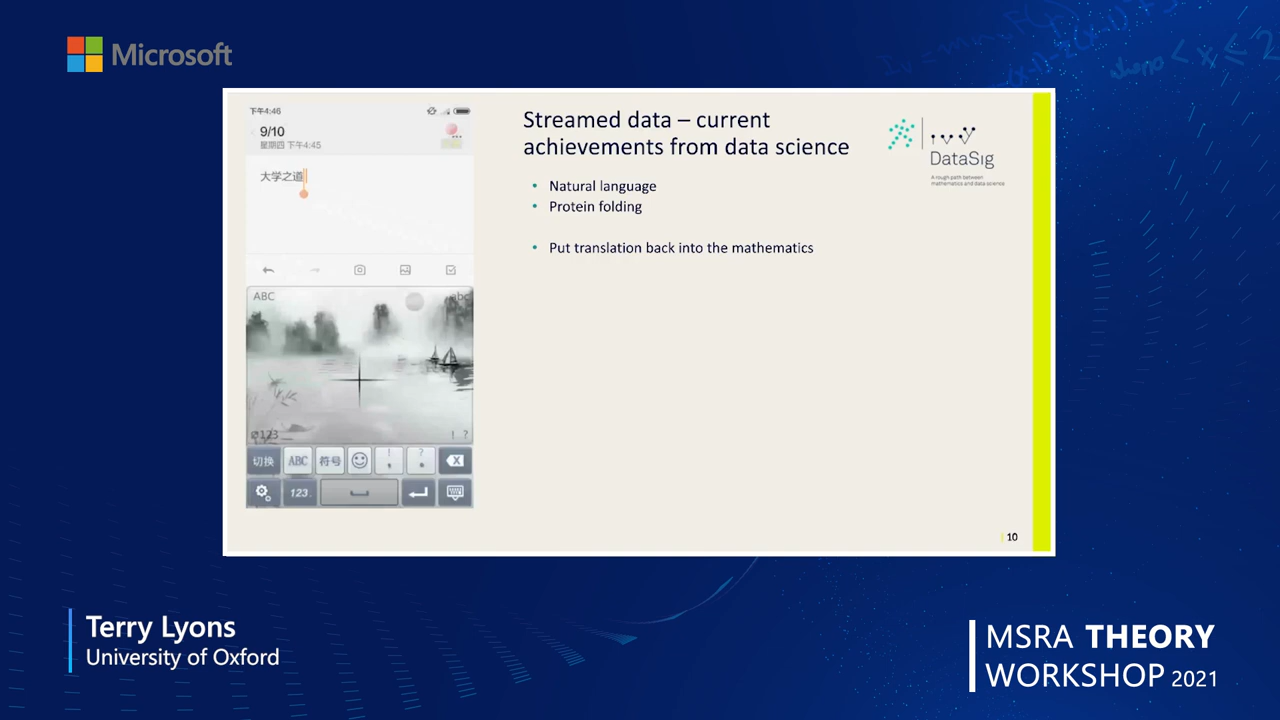 Microsoft
下午4:46
9/10
星期四 下午4:45
大学之道
ABC
abc
123
! ?
切换 ABC 符号 ! , ? .
123
Streamed data – current
achievements from data science
• Natural language
• Protein folding
• Put translation back into the mathematics
DataSig
A rough path between
mathematics and data science
10
Terry Lyons
University of Oxford
MSRA THEORY
WORKSHOP 2021